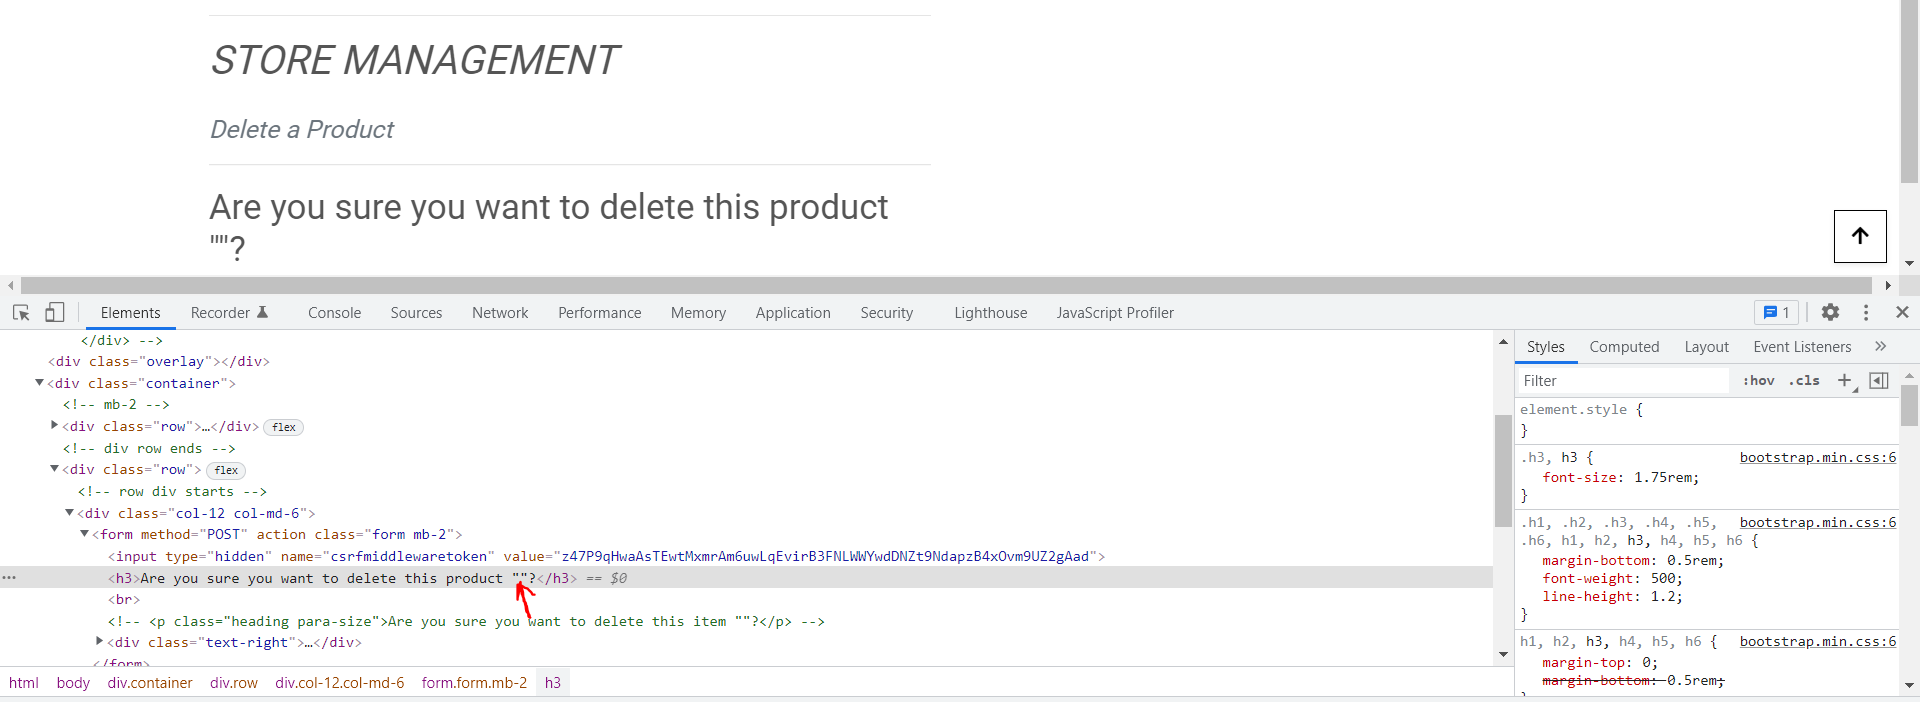 STORE MANAGEMENT
Delete a Product
Are you sure you want to delete this product
""?
Elements Recorder Console Sources Network Performance Memory Application Security Lighthouse JavaScript Profiler 1
</div> -->
<div class="overlay"></div>
<div class="container">
<!-- mb-2 -->
<div class="row">…</div> flex
<!-- div row ends -->
<div class="row"> flex
<!-- row div starts -->
<div class="col-12 col-md-6">
<form method="POST" action class="form mb-2">
<input type="hidden" name="csrfmiddlewaretoken" value="z47P9qHwaAsTEwtMxmrAm6uwLqEvirB3FNLWWYwdDNZt9NdapzB4xOvm9UZ2gAad">
<h3>Are you sure you want to delete this product ""?</h3> == $0
<br>
<!-- <p class="heading para-size">Are you sure you want to delete this item ""?</p> -->
<div class="text-right">…</div>
</form>
html body div.container div.row div.col-12.col-md-6 form.form.mb-2 h3
Styles Computed Layout Event Listeners »
Filter :hov .cls +
element.style {
}
.h3, h3 { bootstrap.min.css:6
font-size: 1.75rem;
}
.h1, .h2, .h3, .h4, .h5, bootstrap.min.css:6
.h6, h1, h2, h3, h4, h5, h6 {
margin-bottom: 0.5rem;
font-weight: 500;
line-height: 1.2;
}
h1, h2, h3, h4, h5, h6 { bootstrap.min.css:6
margin-top: 0;
margin-bottom: 0.5rem;